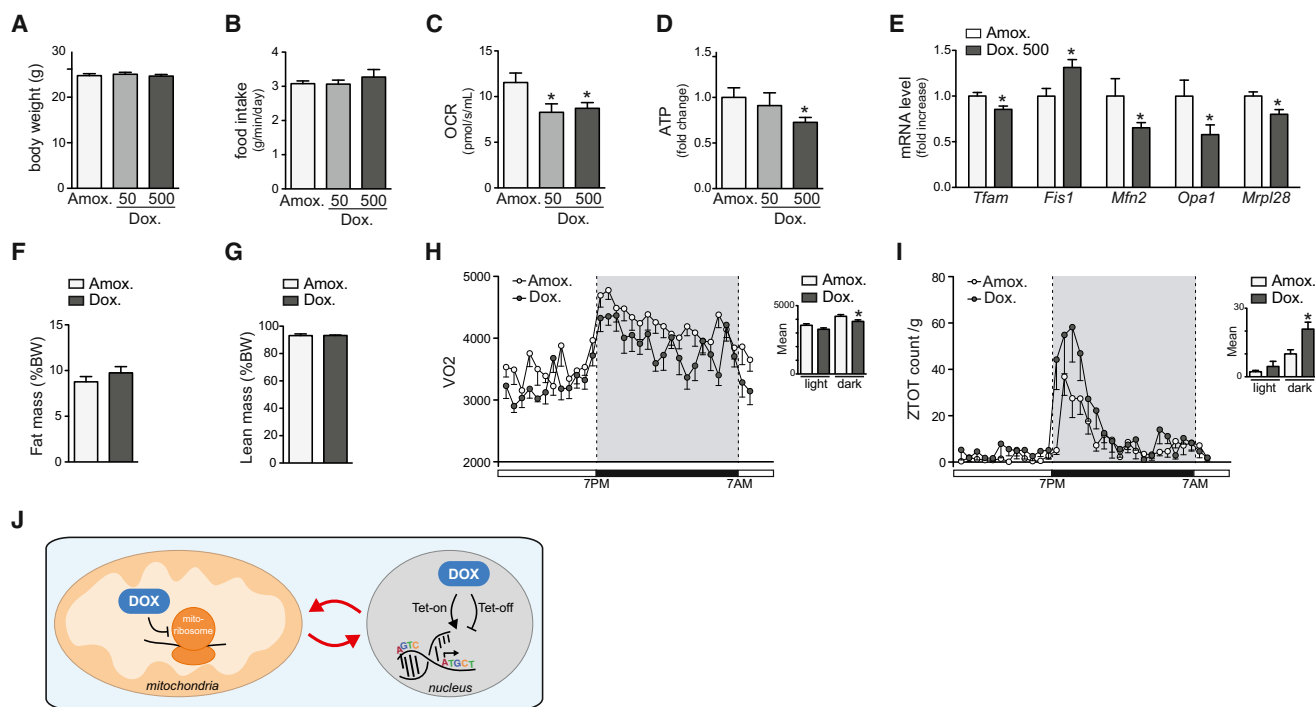 A
body weight (g)
30
20
10
0
Amox. 50 500
Dox.
B
food intake
(g/min/day)
4
3
2
1
0
Amox. 50 500
Dox.
C
OCR
(pmol/s/mL)
15
10
5
0
* *
Amox. 50 500
Dox.
D
ATP
(fold change)
1.5
1.0
0.5
0.0
*
Amox. 50 500
Dox.
E
Amox.
Dox. 500
mRNA level
(fold increase)
1.5
1.0
0.5
* * * * *
Tfam Fis1 Mfn2 Opa1 Mrpl28
F
Amox.
Dox.
Fat mass (%BW)
15
10
5
0
G
Amox.
Dox.
Lean mass (%BW)
100
80
60
40
20
0
H
Amox.
Dox.
VO2
5000
4000
3000
2000
7PM 7AM
Amox.
Dox.
Mean
5000
0
*
light dark
I
Amox.
Dox.
ZTOT count /g
80
60
40
20
0
7PM 7AM
Amox.
Dox.
Mean
30
0
*
light dark
J
DOX
mito-
ribosome
mitochondria
DOX
Tet-on Tet-off
AGTC
ATGCT
nucleus